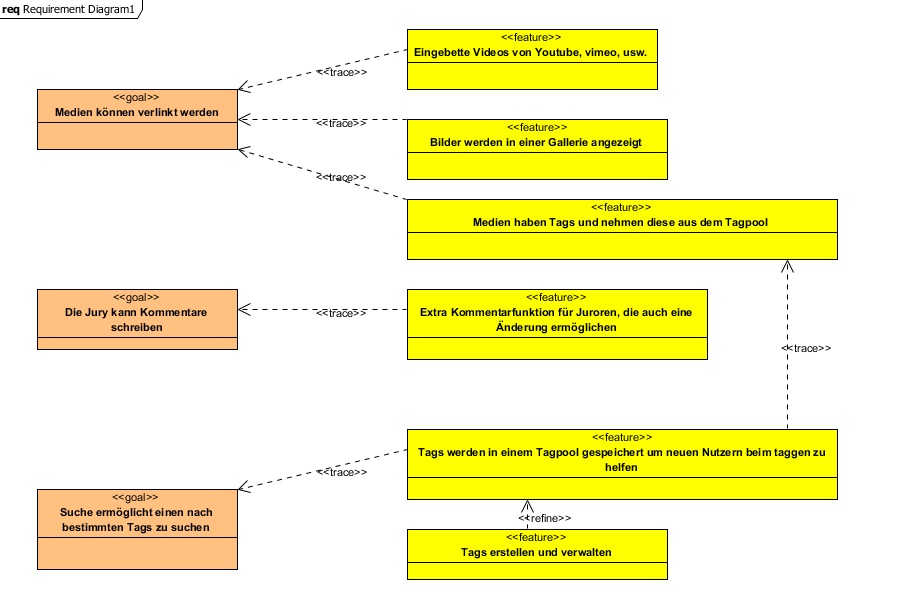 req Requirement Diagram1
<<feature>>
Eingebette Videos von Youtube, vimeo, usw.
<<trace>>
<<goal>>
Medien können verlinkt werden
<<trace>>
<<feature>>
Bilder werden in einer Gallerie angezeigt
<<trace>>
<<feature>>
Medien haben Tags und nehmen diese aus dem Tagpool
<<goal>>
Die Jury kann Kommentare
schreiben
<<trace>>
<<feature>>
Extra Kommentarfunktion für Juroren, die auch eine
Änderung ermöglichen
<<trace>>
<<feature>>
Tags werden in einem Tagpool gespeichert um neuen Nutzern beim taggen zu
helfen
<<trace>>
<<goal>>
Suche ermöglicht einen nach
bestimmten Tags zu suchen
<<refine>>
<<feature>>
Tags erstellen und verwalten